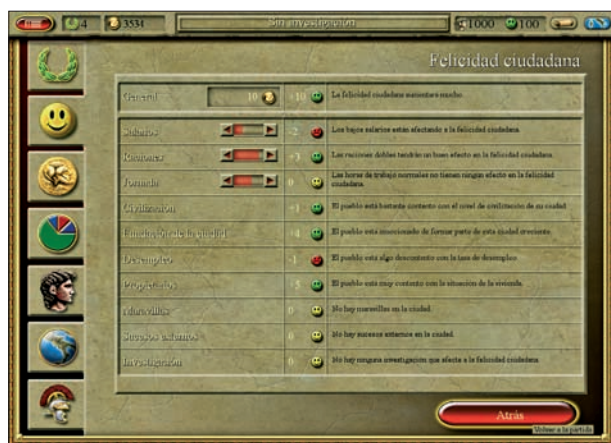 4 3534 Sin investigación 1000 100
Felicidad ciudadana
General 10 +10 La felicidad ciudadana aumentará mucho.
Salarios -2 Los bajos salarios están afectando a la felicidad ciudadana.
Raciones +3 Las raciones dobles tendrán un buen efecto en la felicidad ciudadana.
Jornada 0 Las horas de trabajo normales no tienen ningún efecto en la felicidad
ciudadana.
Civilización +1 El pueblo está bastante contento con el nivel de civilización de su ciudad.
Fundación de la ciudad +4 El pueblo está emocionado de formar parte de esta ciudad creciente.
Desempleo -1 El pueblo está algo descontento con la tasa de desempleo.
Propietarios +5 El pueblo está muy contento con la situación de la vivienda.
Maravillas 0 No hay maravillas en la ciudad.
Sucesos externos 0 No hay sucesos externos en la ciudad.
Investigación 0 No hay ninguna investigación que afecte a la felicidad ciudadana.
Atrás
Volver a la partida